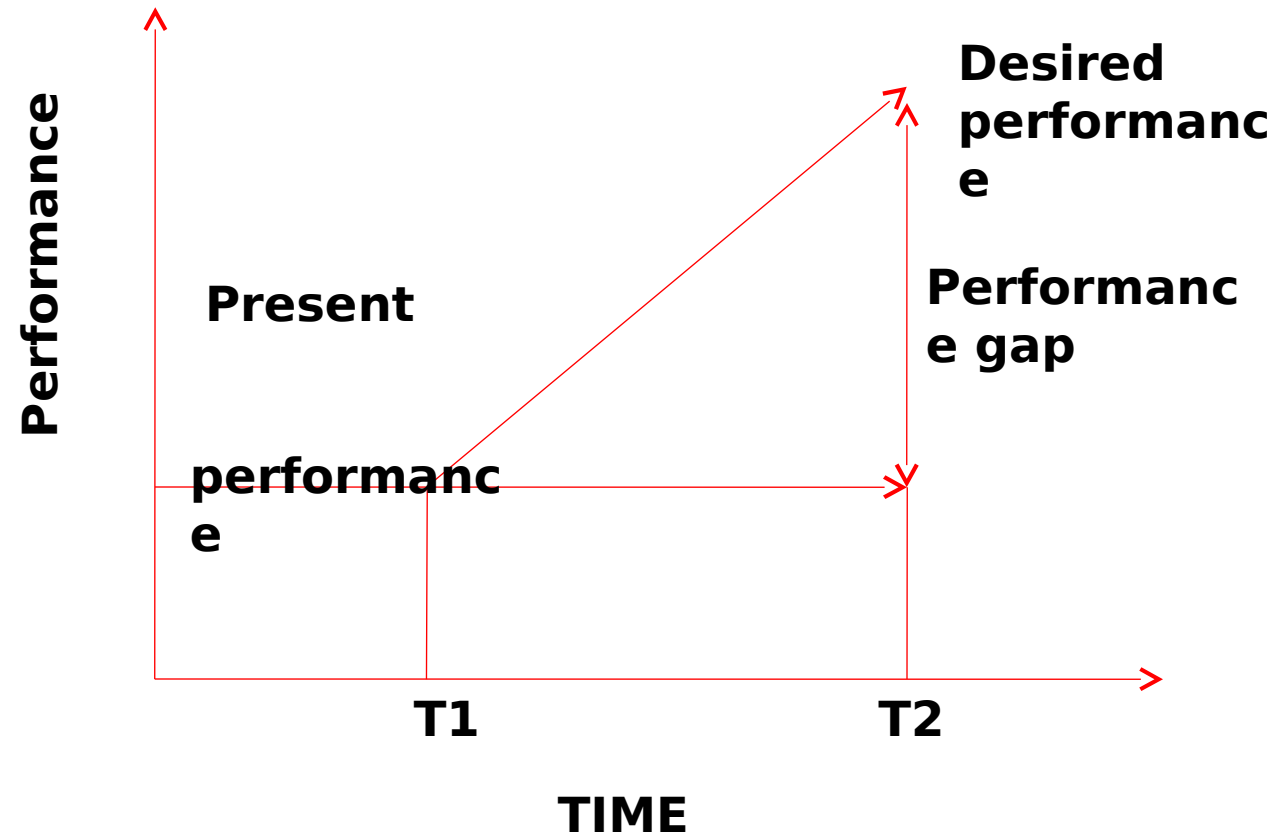 Performance
Desired
performanc
e
Present
Performanc
e gap
performanc
e
T1
T2
TIME